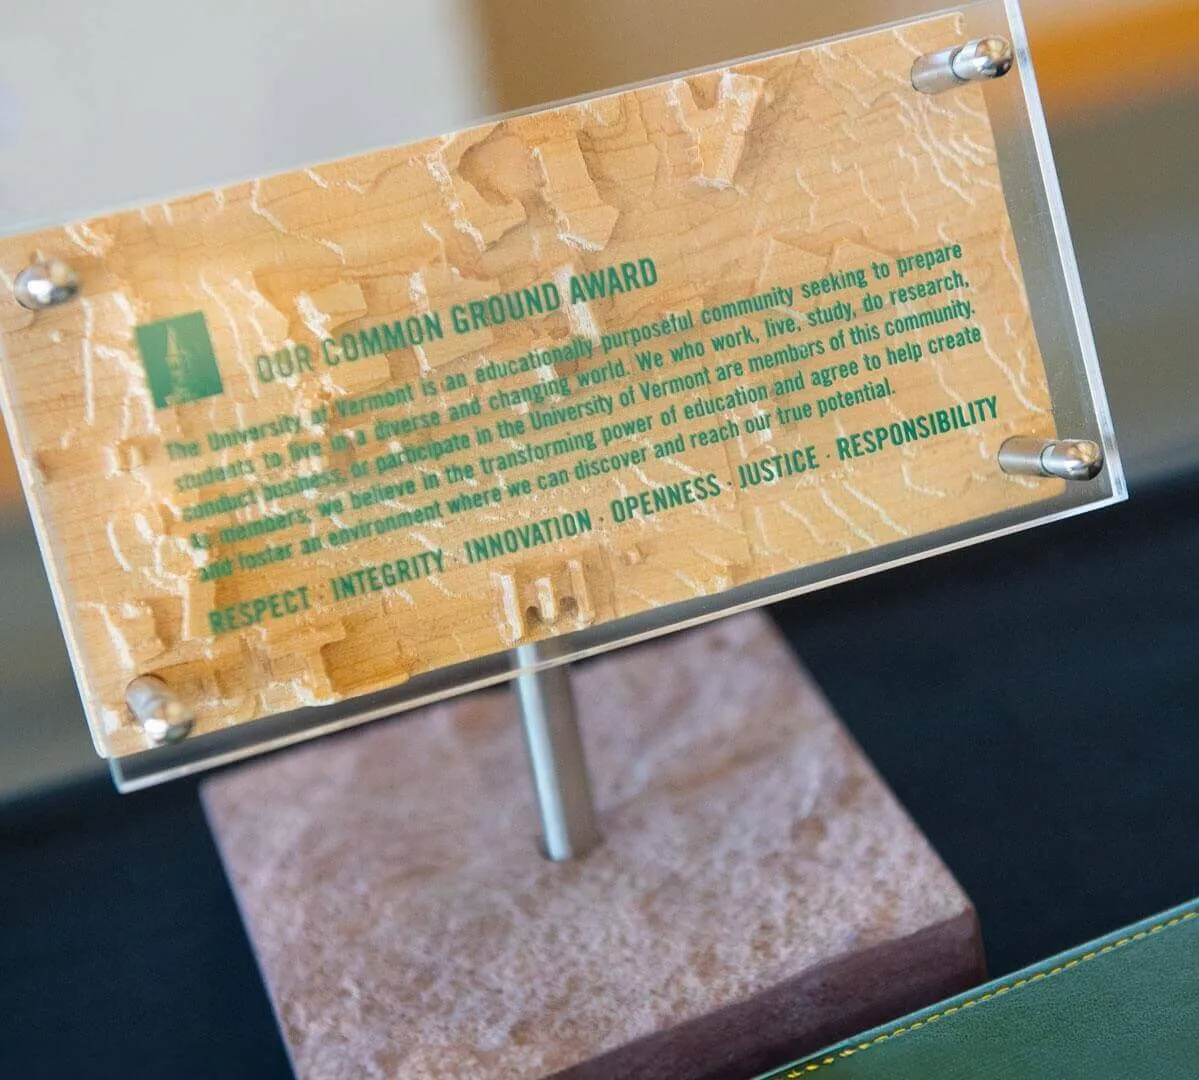 OUR COMMON GROUND AWARD
The University of Vermont is an educationally purposeful community seeking to prepare
students to live in a diverse and changing world. We who work, live, study, do research,
conduct business, or participate in the University of Vermont are members of this community.
As members, we believe in the transforming power of education and agree to help create
and foster an environment where we can discover and reach our true potential.
RESPECT · INTEGRITY · INNOVATION · OPENNESS · JUSTICE · RESPONSIBILITY